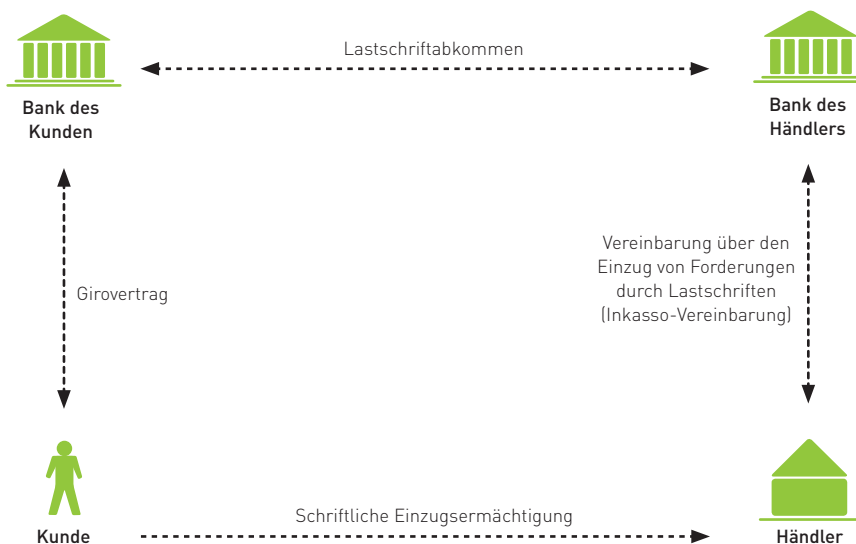 Lastschriftabkommen
Bank des
Kunden
Bank des
Händlers
Girovertrag
Vereinbarung über den
Einzug von Forderungen
durch Lastschriften
(Inkasso-Vereinbarung)
Schriftliche Einzugsermächtigung
Kunde
Händler